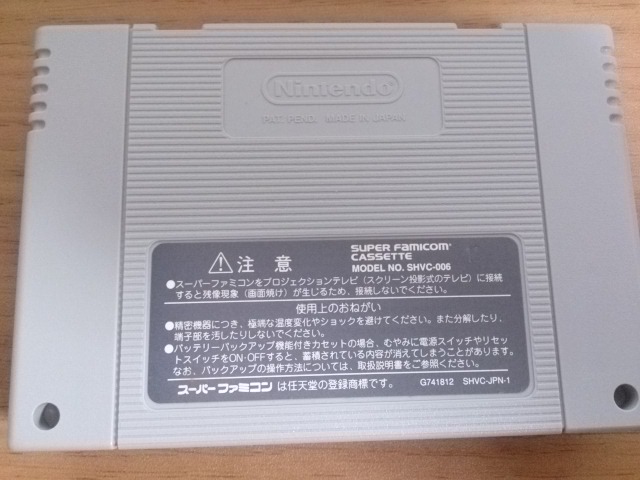 Nintendo
PAT. PEND. MADE IN JAPAN
⚠注意
SUPER FAMICOM
CASSETTE
MODEL NO. SHVC-006
●スーパーファミコンをプロジェクションテレビ（スクリーン投影式のテレビ）に接続
すると残像現象（画面焼け）が生じるため、接続しないでください。
使用上のおねがい
●精密機器につき、極端な温度変化やショックを避けてください。また分解したり、
端子部を汚したりしないでください。
●バッテリーバックアップ機能付きカセットの場合、むやみに電源スイッチやリセッ
トスイッチをON・OFFすると、蓄積されている内容が消えてしまうことがあります。
なお、バックアップの操作方法については、取扱説明書をご参照ください。
スーパーファミコン は任天堂の登録商標です。 G741812 SHVC-JPN-1